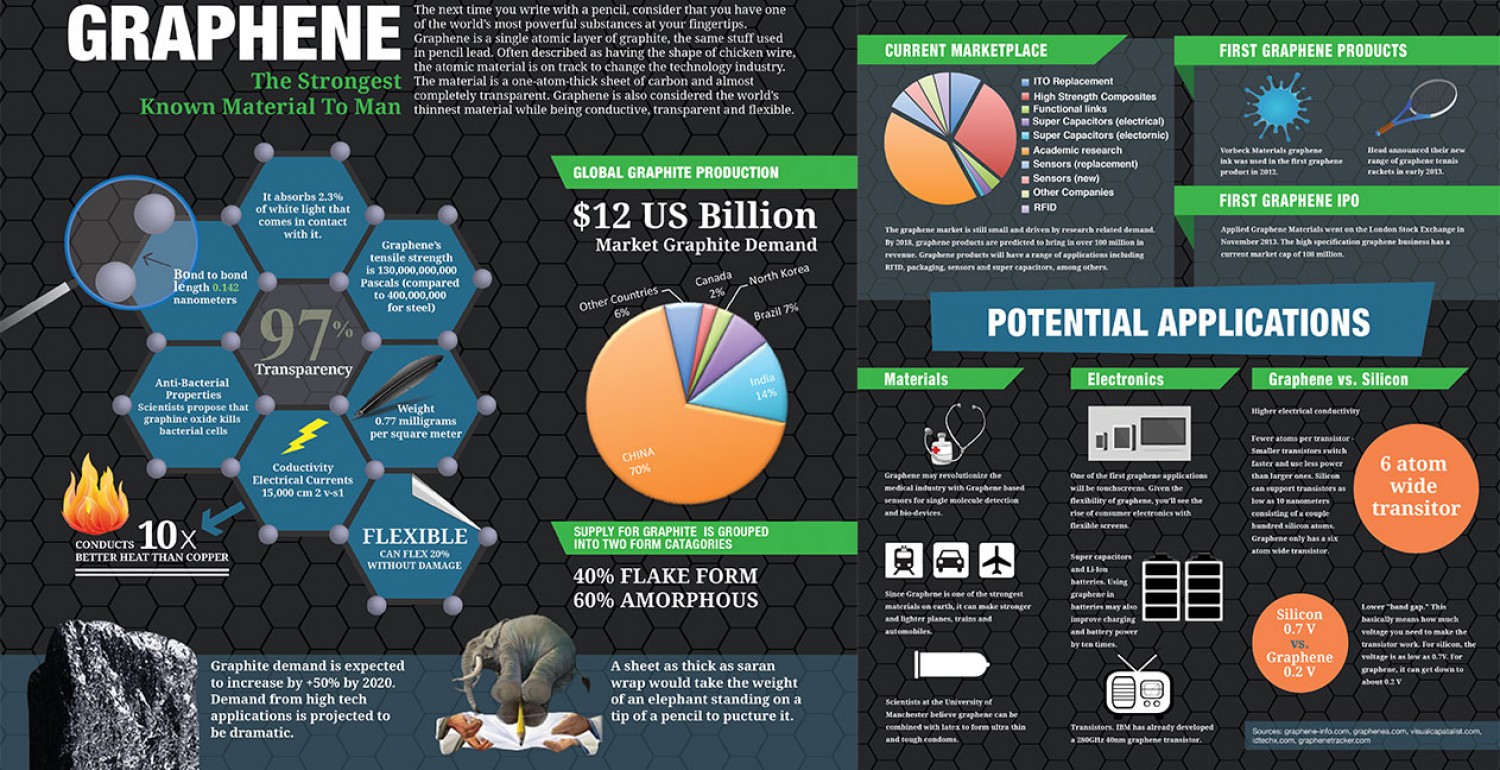 GRAPHENE
The Strongest
Known Material To Man
The next time you write with a pencil, consider that you have one
of the world's most powerful substances at your fingertips.
Graphene is a single atomic layer of graphite, the same stuff used
in pencil lead. Often described as having the shape of chicken wire,
the atomic material is on track to change the technology industry.
The material is a one-atom-thick sheet of carbon and almost
completely transparent. Graphene is also considered the world's
thinnest material while being conductive, transparent and flexible.
It absorbs 2.3%
of white light that
comes in contact
with it.
Bond to bond
length 0.142
nanometers
Graphene's
tensile strength
is 130,000,000,000
Pascals (compared
to 400,000,000
for steel)
97%
Transparency
Anti-Bacterial
Properties
Scientists propose that
graphine oxide kills
bacterial cells
Weight
0.77 milligrams
per square meter
Coductivity
Electrical Currents
15,000 cm 2 v-s1
CONDUCTS 10x
BETTER HEAT THAN COPPER
FLEXIBLE
CAN FLEX 20%
WITHOUT DAMAGE
Graphite demand is expected
to increase by +50% by 2020.
Demand from high tech
applications is projected to
be dramatic.
A sheet as thick as saran
wrap would take the weight
of an elephant standing on a
tip of a pencil to pucture it.
GLOBAL GRAPHITE PRODUCTION
$12 US Billion
Market Graphite Demand
Other Countries
6%
Canada
2%
North Korea
Brazil 7%
India
14%
CHINA
70%
SUPPLY FOR GRAPHITE IS GROUPED
INTO TWO FORM CATAGORIES
40% FLAKE FORM
60% AMORPHOUS
CURRENT MARKETPLACE
ITO Replacement
High Strength Composites
Functional links
Super Capacitors (electrical)
Super Capacitors (electornic)
Academic research
Sensors (replacement)
Sensors (new)
Other Companies
RFID
The graphene market is still small and driven by research related demand.
By 2018, graphene products are predicted to bring in over 100 million in
revenue. Graphene products will have a range of applications including
RFID, packaging, sensors and super capacitors, among others.
FIRST GRAPHENE PRODUCTS
Vorbeck Materials graphene
ink was used in the first graphene
product in 2012.
Head announced their new
range of graphene tennis
rackets in early 2013.
FIRST GRAPHENE IPO
Applied Graphene Materials went on the London Stock Exchange in
November 2013. The high specification graphene business has a
current market cap of 108 million.
POTENTIAL APPLICATIONS
Materials
Graphene may revolutionize the
medical industry with Graphene based
sensors for single molecule detection
and bio-devices.
Since Graphene is one of the strongest
materials on earth, it can make stronger
and lighter planes, trains and
automobiles.
Scientists at the University of
Manchester believe graphene can be
combined with latex to form ultra thin
and tough condoms.
Electronics
One of the first graphene applications
will be touchscreens. Given the
flexibility of graphene, you'll see the
rise of consumer electronics with
flexible screens.
Super capacitors
and Li-Ion
batteries. Using
graphene in
batteries may also
improve charging
and battery power
by ten times.
Transistors. IBM has already developed
a 280GHz 40nm graphene transistor.
Graphene vs. Silicon
Higher electrical conductivity
Fewer atoms per transistor -
Smaller transistors switch
faster and use less power
than larger ones. Silicon
can support transistors as
low as 10 nanometers
consisting of a couple
hundred silicon atoms.
Graphene only has a six
atom wide transistor.
6 atom
wide
transitor
Silicon
0.7 V
vs.
Graphene
0.2 V
Lower "band gap." This
basically means how much
voltage you need to make the
transistor work. For silicon, the
voltage is as low as 0.7V. For
graphene, it can get down to
about 0.2 V
Sources: graphene-info.com, graphenea.com, visualcapatalist.com,
idtechx.com, graphenetracker.com